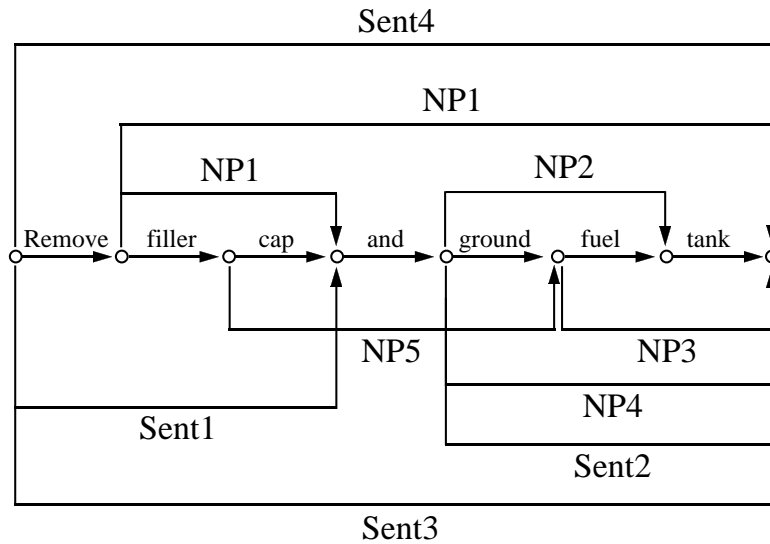 Sent4
NP1
NP1
NP2
Remove filler cap and ground fuel tank
NP5
NP3
NP4
Sent1
Sent2
Sent3